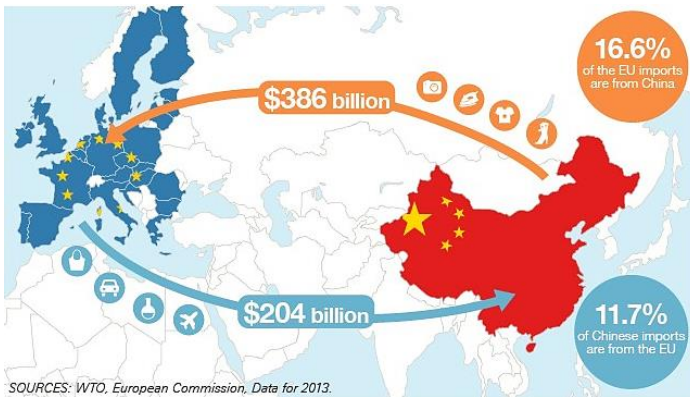 16.6%
of the EU imports
are from China
$386 billion
$204 billion
11.7%
of Chinese imports
are from the EU
SOURCES: WTO, European Commission, Data for 2013.